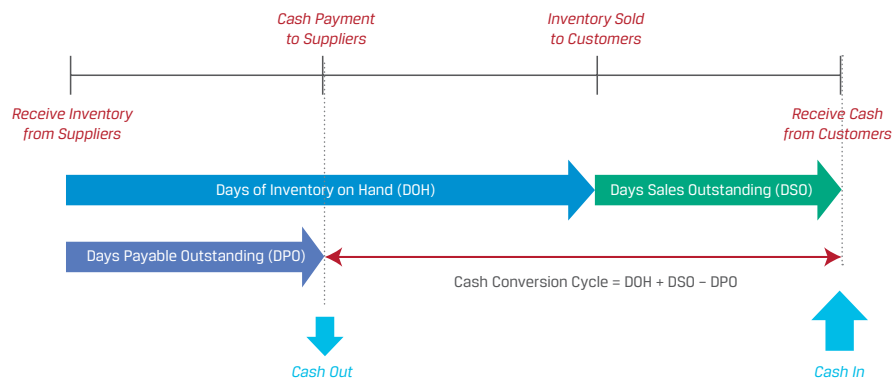 Cash Payment
to Suppliers
Inventory Sold
to Customers
Receive Inventory
from Suppliers
Receive Cash
from Customers
Days of Inventory on Hand (DOH)
Days Sales Outstanding (DSO)
Days Payable Outstanding (DPO)
Cash Conversion Cycle = DOH + DSO – DPO
Cash Out
Cash In